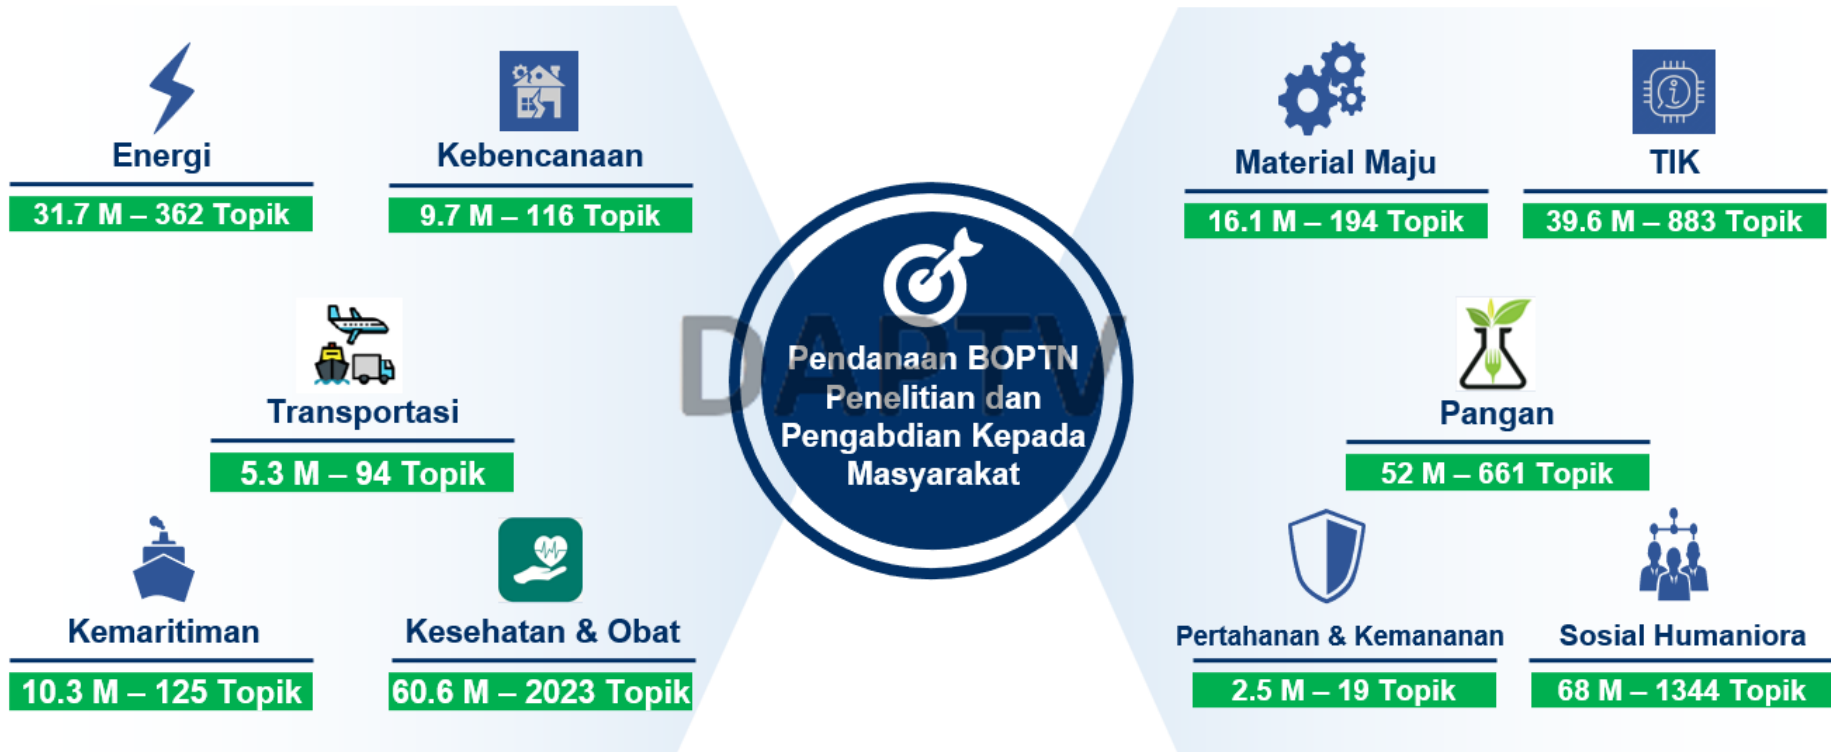 Energi
31.7 M – 362 Topik
Kebencanaan
9.7 M – 116 Topik
Transportasi
5.3 M – 94 Topik
Kemaritiman
10.3 M – 125 Topik
Kesehatan & Obat
60.6 M – 2023 Topik
DAPTV
Pendanaan BOPTN
Penelitian dan
Pengabdian Kepada
Masyarakat
Material Maju
16.1 M – 194 Topik
TIK
39.6 M – 883 Topik
Pangan
52 M – 661 Topik
Pertahanan & Kemananan
2.5 M – 19 Topik
Sosial Humaniora
68 M – 1344 Topik